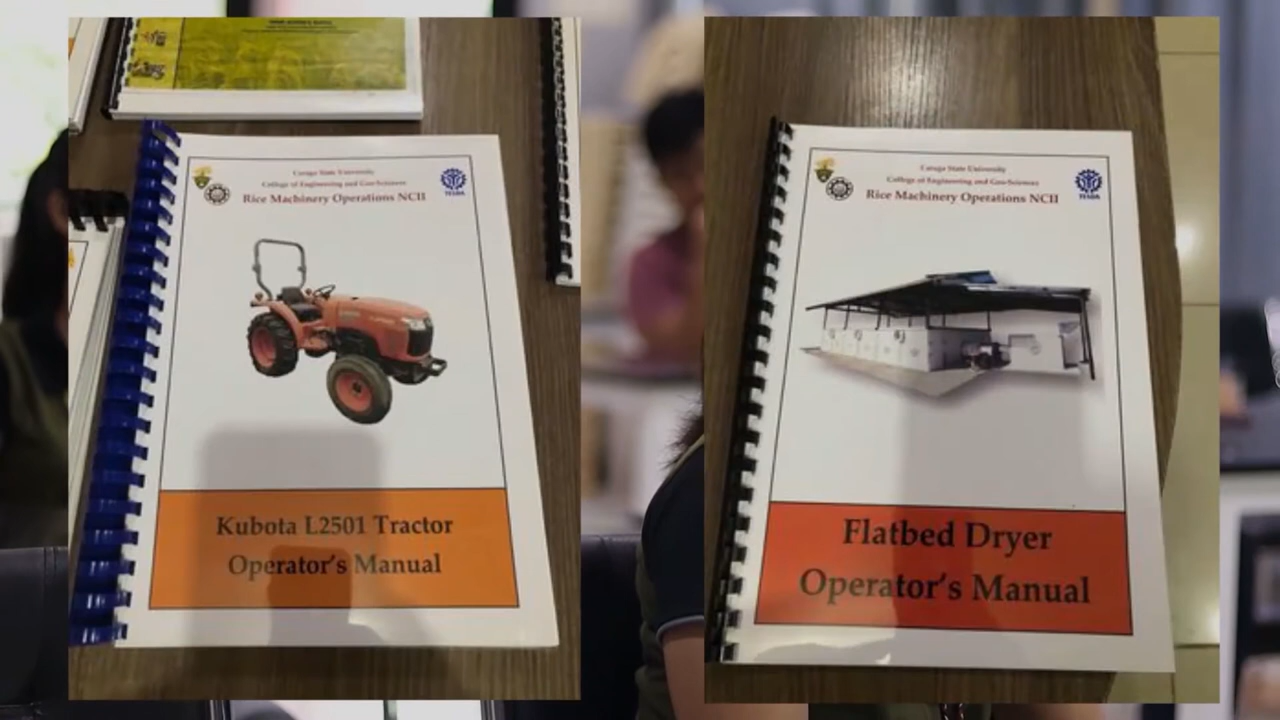 Caraga State University
College of Engineering and Geo-Sciences
Rice Machinery Operations NCII
TESDA
Kubota L2501 Tractor
Operator's Manual
Caraga State University
College of Engineering and Geo-Sciences
Rice Machinery Operations NCII
TESDA
Flatbed Dryer
Operator's Manual